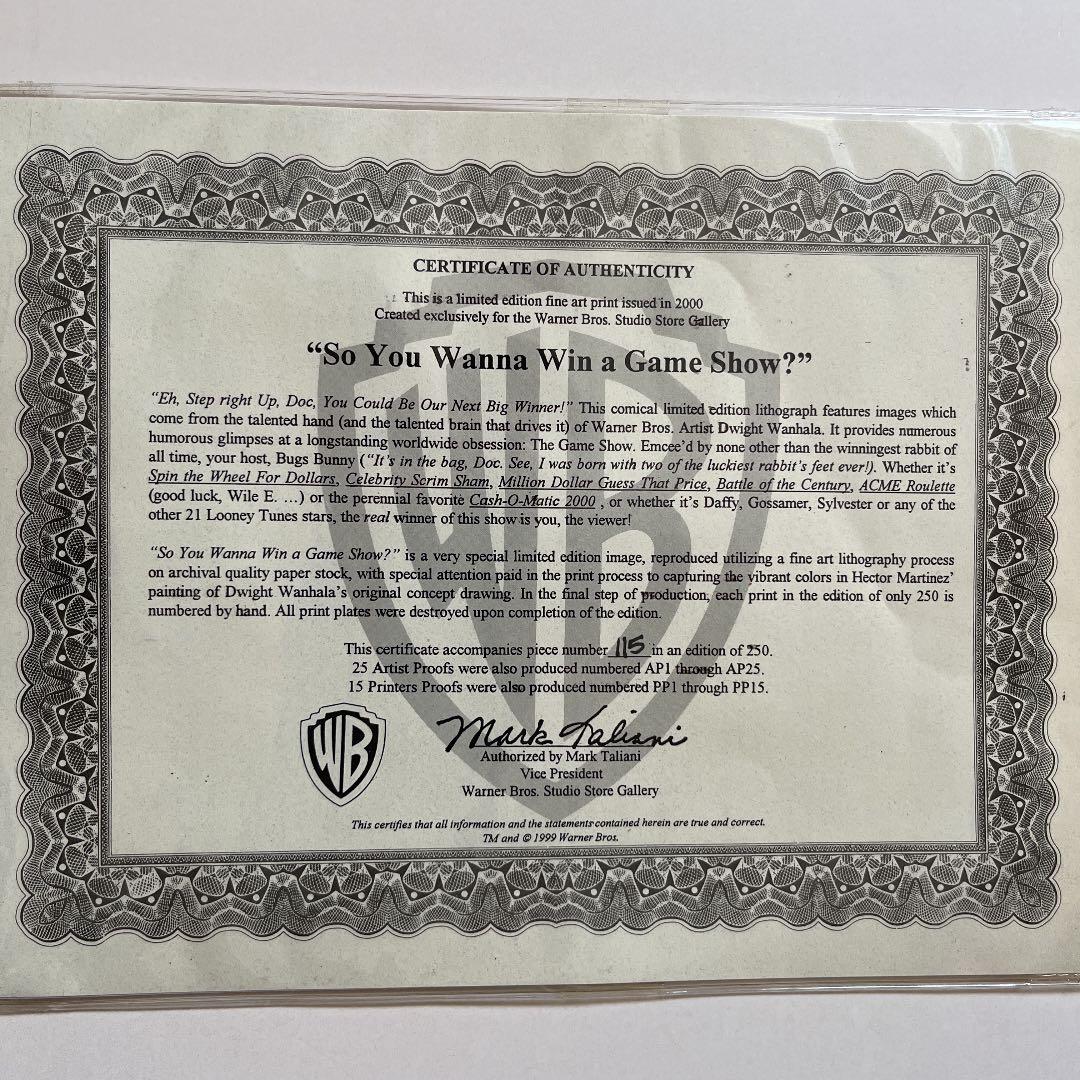 CERTIFICATE OF AUTHENTICITY
This is a limited edition fine art print issued in 2000
Created exclusively for the Warner Bros. Studio Store Gallery
“So You Wanna Win a Game Show?”
“Eh, Step right Up, Doc, You Could Be Our Next Big Winner!” This comical limited edition lithograph features images which
come from the talented hand (and the talented brain that drives it) of Warner Bros. Artist Dwight Wanhala. It provides numerous
humorous glimpses at a longstanding worldwide obsession: The Game Show. Emcee’d by none other than the winningest rabbit of
all time, your host, Bugs Bunny (“It’s in the bag, Doc. See, I was born with two of the luckiest rabbit’s feet ever!). Whether it’s
Spin the Wheel For Dollars, Celebrity Scrim Sham, Million Dollar Guess That Price, Battle of the Century, ACME Roulette
(good luck, Wile E. …) or the perennial favorite Cash-O-Matic 2000 , or whether it’s Daffy, Gossamer, Sylvester or any of the
other 21 Looney Tunes stars, the real winner of this show is you, the viewer!
“So You Wanna Win a Game Show?” is a very special limited edition image, reproduced utilizing a fine art lithography process
on archival quality paper stock, with special attention paid in the print process to capturing the vibrant colors in Hector Martinez’
painting of Dwight Wanhala’s original concept drawing. In the final step of production, each print in the edition of only 250 is
numbered by hand. All print plates were destroyed upon completion of the edition.
This certificate accompanies piece number 115 in an edition of 250.
25 Artist Proofs were also produced numbered AP1 through AP25.
15 Printers Proofs were also produced numbered PP1 through PP15.
WB
Mark Taliani
Authorized by Mark Taliani
Vice President
Warner Bros. Studio Store Gallery
This certifies that all information and the statements contained herein are true and correct.
TM and © 1999 Warner Bros.